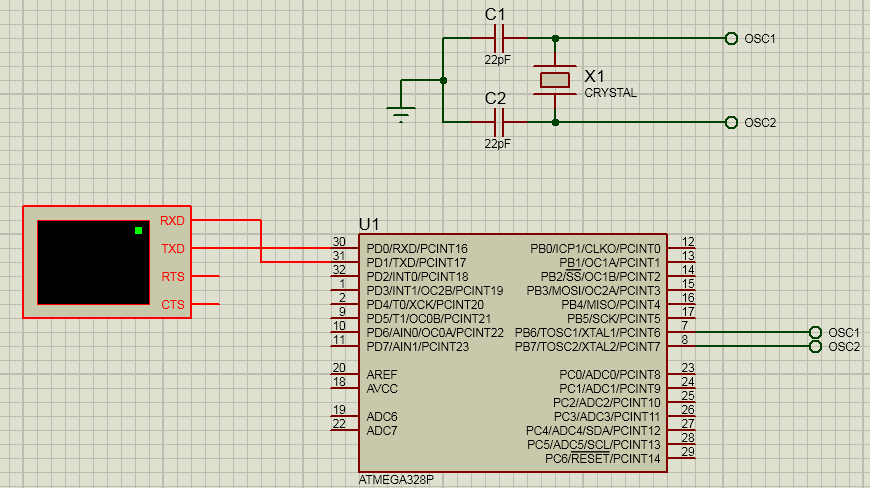 C1
OSC1
22pF
X1
CRYSTAL
C2
OSC2
22pF
RXD
TXD
RTS
CTS
U1
30 PD0/RXD/PCINT16 PB0/ICP1/CLKO/PCINT0 12
31 PD1/TXD/PCINT17 PB1/OC1A/PCINT1 13
32 PD2/INT0/PCINT18 PB2/SS/OC1B/PCINT2 14
1 PD3/INT1/OC2B/PCINT19 PB3/MOSI/OC2A/PCINT3 15
2 PD4/T0/XCK/PCINT20 PB4/MISO/PCINT4 16
9 PD5/T1/OC0B/PCINT21 PB5/SCK/PCINT5 17
10 PD6/AIN0/OC0A/PCINT22 PB6/TOSC1/XTAL1/PCINT6 7 OSC1
11 PD7/AIN1/PCINT23 PB7/TOSC2/XTAL2/PCINT7 8 OSC2
20 AREF PC0/ADC0/PCINT8 23
18 AVCC PC1/ADC1/PCINT9 24
PC2/ADC2/PCINT10 25
19 ADC6 PC3/ADC3/PCINT11 26
22 ADC7 PC4/ADC4/SDA/PCINT12 27
PC5/ADC5/SCL/PCINT13 28
PC6/RESET/PCINT14 29
ATMEGA328P